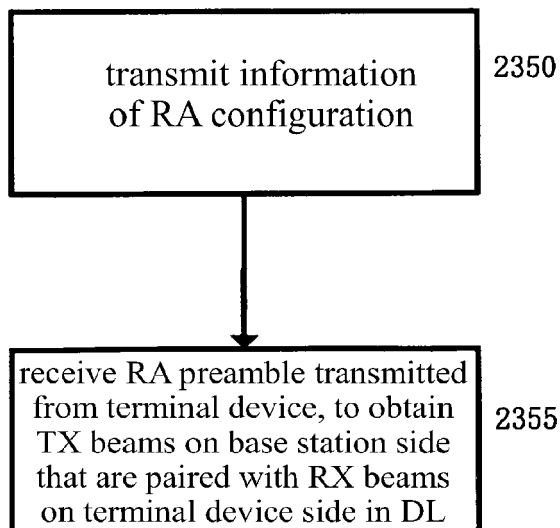 transmit information
of RA configuration
2350
receive RA preamble transmitted
from terminal device, to obtain
TX beams on base station side
that are paired with RX beams
on terminal device side in DL
2355